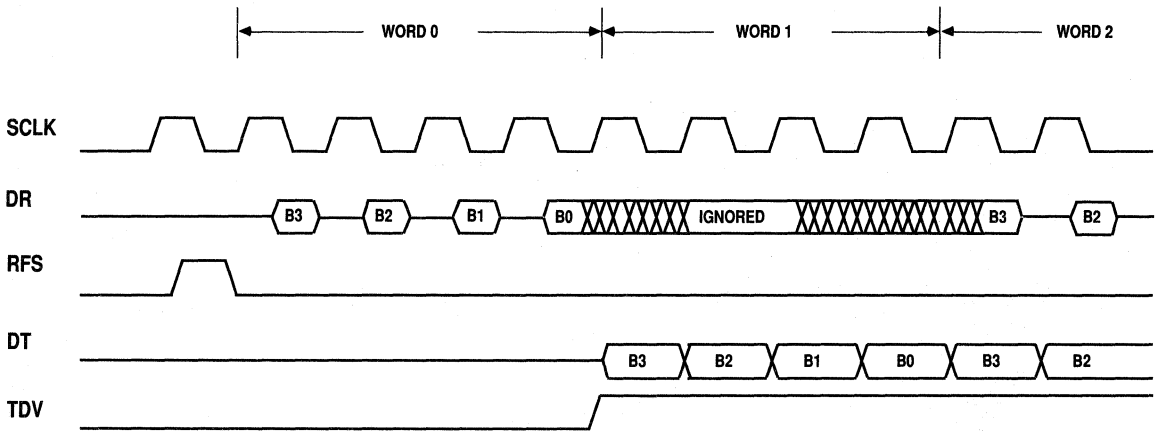 WORD 0 WORD 1 WORD 2
SCLK
DR B3 B2 B1 B0 IGNORED B3 B2
RFS
DT B3 B2 B1 B0 B3 B2
TDV